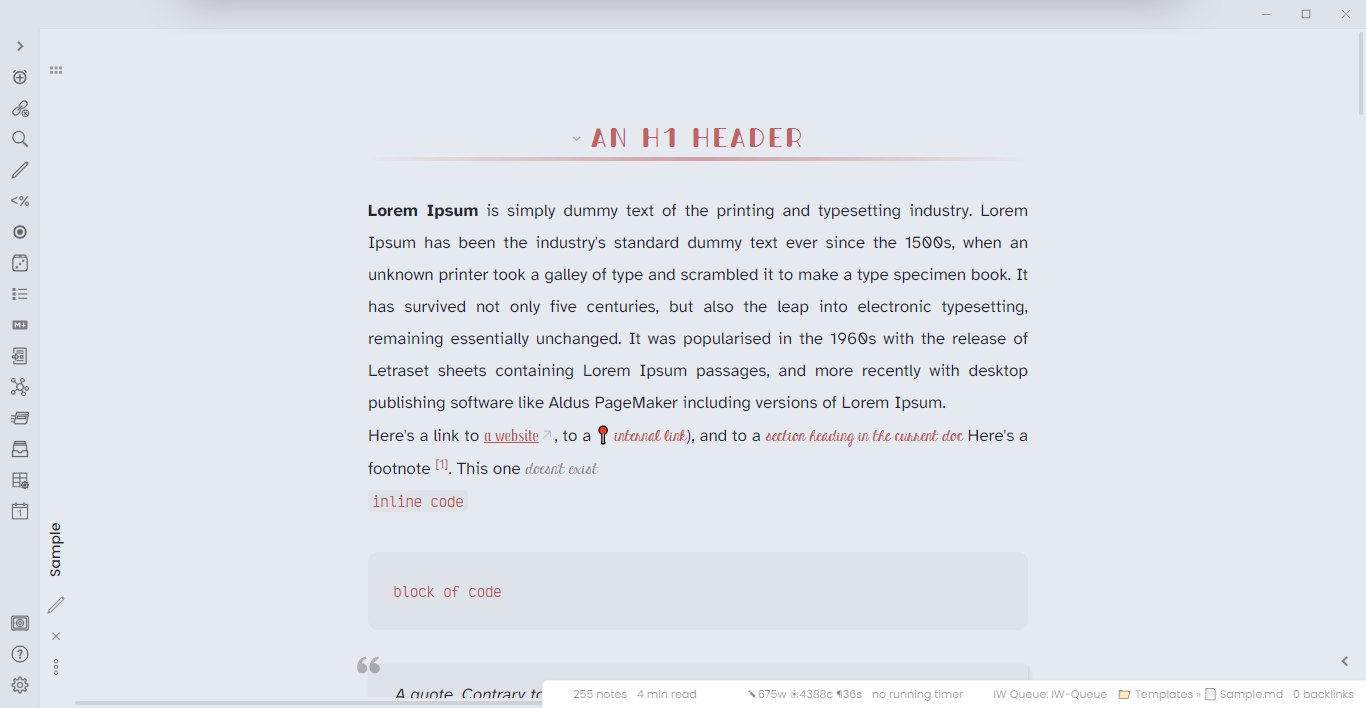 AN H1 HEADER
Lorem Ipsum is simply dummy text of the printing and typesetting industry. Lorem
Ipsum has been the industry's standard dummy text ever since the 1500s, when an
unknown printer took a galley of type and scrambled it to make a type specimen book. It
has survived not only five centuries, but also the leap into electronic typesetting,
remaining essentially unchanged. It was popularised in the 1960s with the release of
Letraset sheets containing Lorem Ipsum passages, and more recently with desktop
publishing software like Aldus PageMaker including versions of Lorem Ipsum.
Here's a link to a website, to a 📍 internal link), and to a section heading in the current doc Here's a
footnote [1]. This one doesnt exist
inline code
block of code
A quote. Contrary to
<%
M↓
1
Sample
255 notes 4 min read 675w 4388c ¶36s no running timer IW Queue: IW-Queue Templates » Sample.md 0 backlinks